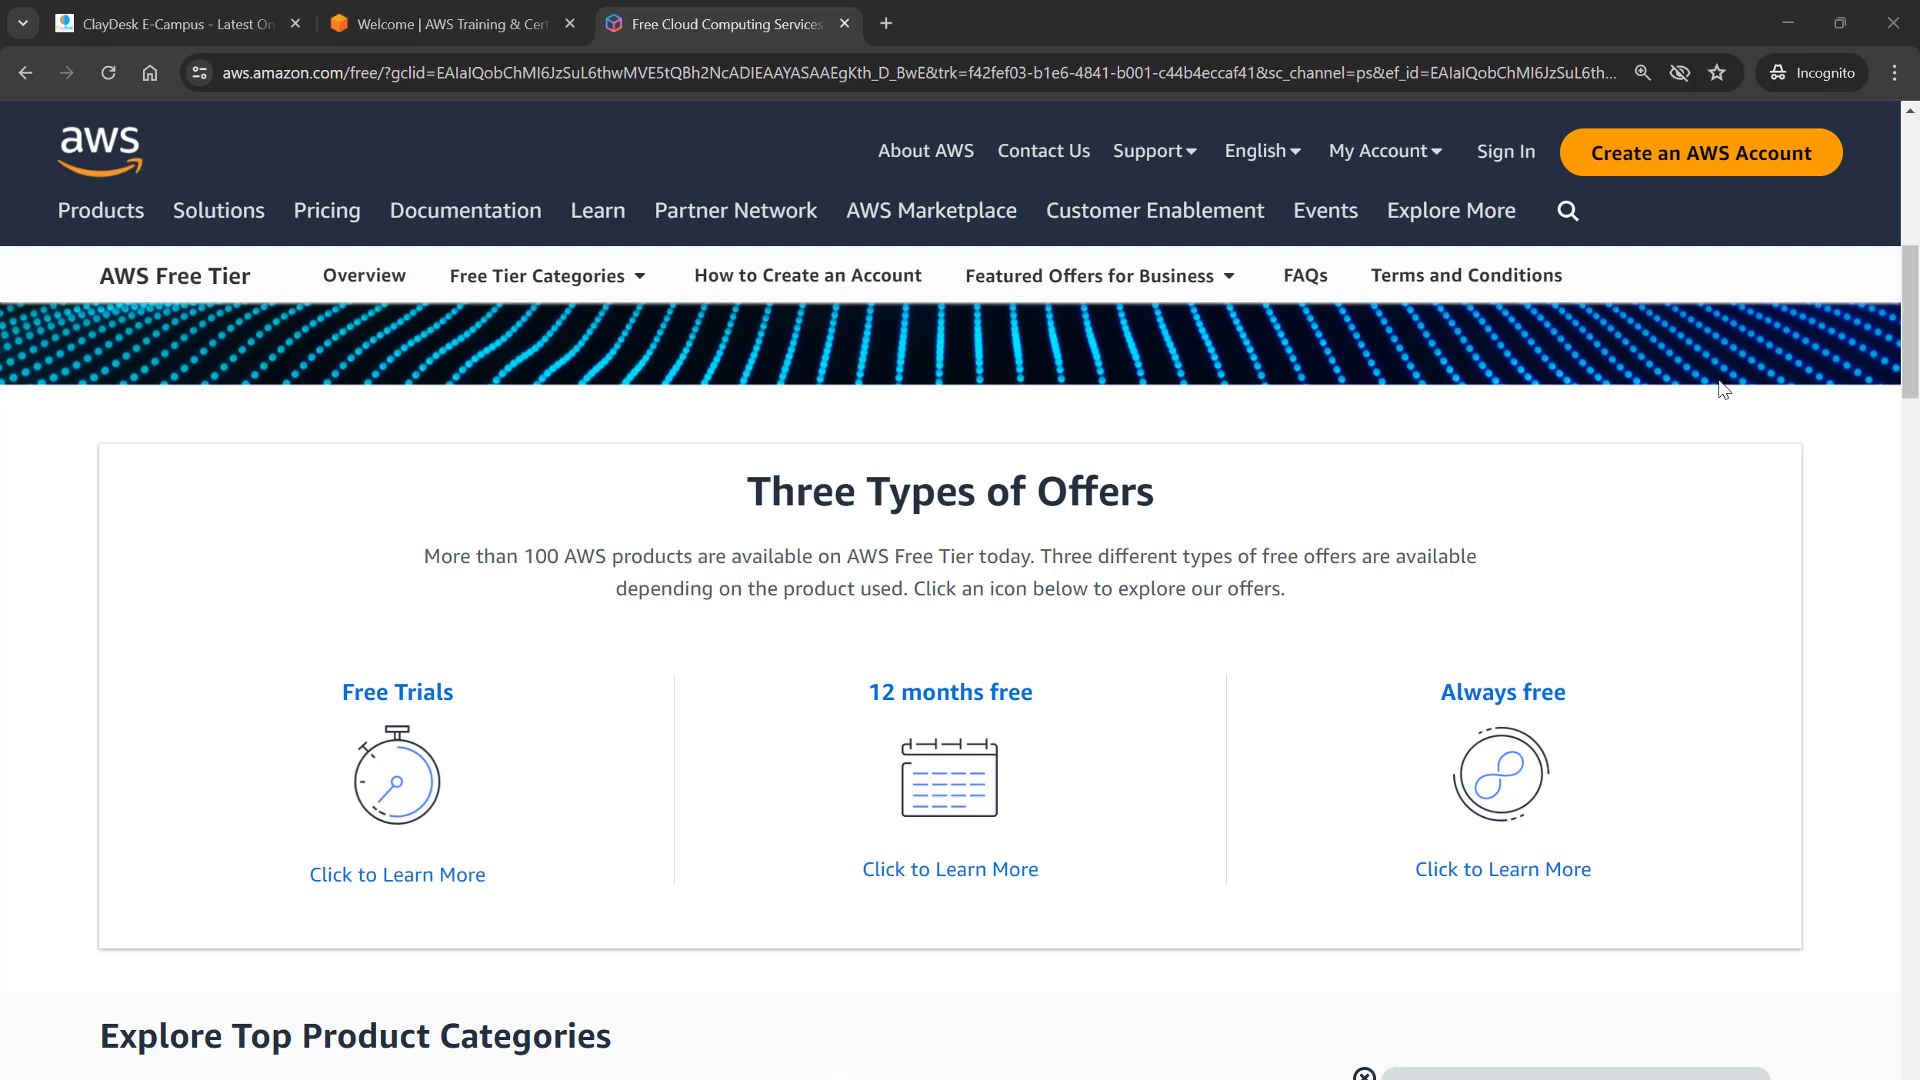 ClayDesk E-Campus - Latest On
Welcome | AWS Training & Cert
Free Cloud Computing Services
aws.amazon.com/free/?gclid=EAIaIQobChMI6JzSuL6thwMVE5tQBh2NcADIEAAYASAAEgKth_D_BwE&trk=f42fef03-b1e6-4841-b001-c44b4eccaf41&sc_channel=ps&ef_id=EAIaIQobChMI6JzSuL6th...
Incognito
aws
About AWS Contact Us Support English My Account Sign In Create an AWS Account
Products Solutions Pricing Documentation Learn Partner Network AWS Marketplace Customer Enablement Events Explore More
AWS Free Tier Overview Free Tier Categories How to Create an Account Featured Offers for Business FAQs Terms and Conditions
Three Types of Offers
More than 100 AWS products are available on AWS Free Tier today. Three different types of free offers are available
depending on the product used. Click an icon below to explore our offers.
Free Trials
Click to Learn More
12 months free
Click to Learn More
Always free
Click to Learn More
Explore Top Product Categories